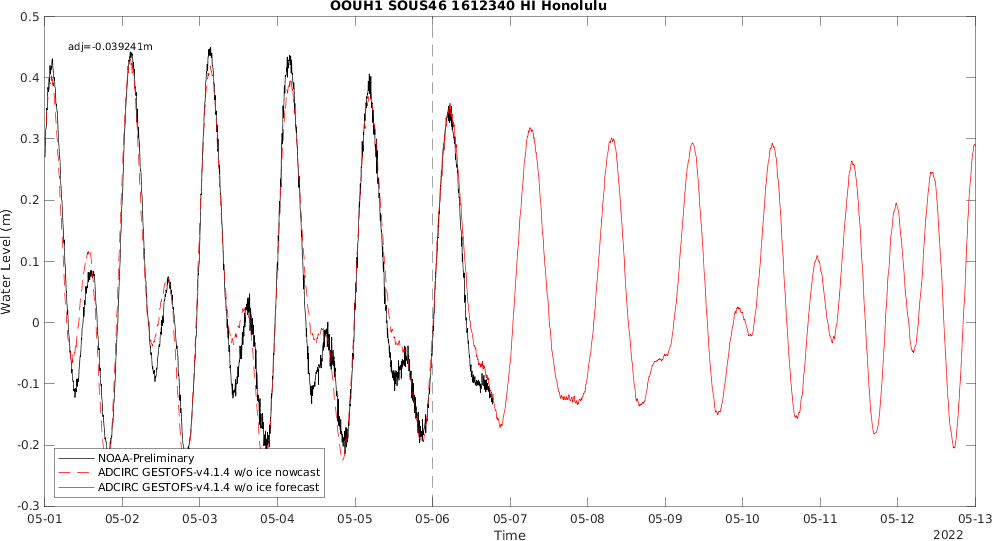 OOUH1 SOUS46 1612340 HI Honolulu
adj=-0.039241m
Water Level (m)
0.5
0.4
0.3
0.2
0.1
0
-0.1
-0.2
-0.3
NOAA-Preliminary
ADCIRC GESTOFS-v4.1.4 w/o ice nowcast
ADCIRC GESTOFS-v4.1.4 w/o ice forecast
05-01 05-02 05-03 05-04 05-05 05-06 05-07 05-08 05-09 05-10 05-11 05-12 05-13
Time
2022